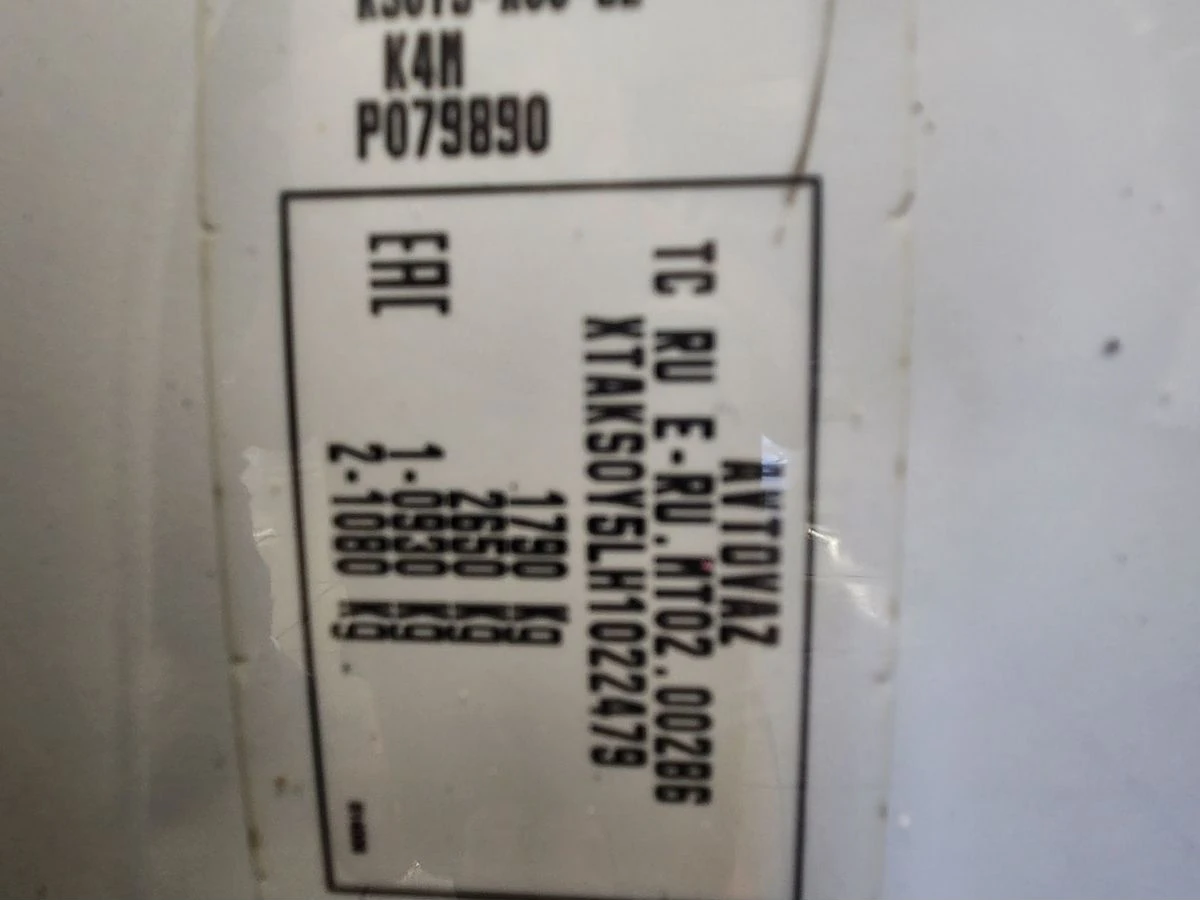 K4M
P079890
AVTOVAZ
TC RU E-RU.MT02.00286
XTAKS0Y5LH1022479
1790 Kg
2650 Kg
1-0930 Kg
2-1080 Kg
EAC